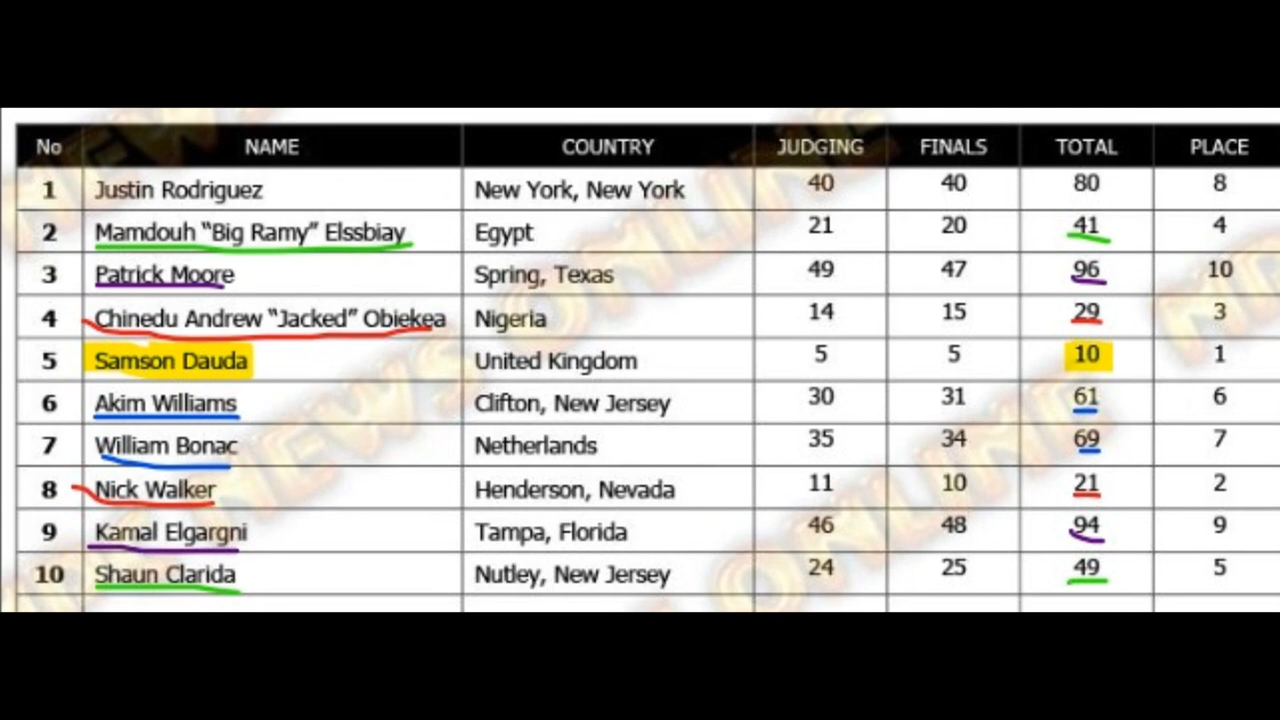 No NAME COUNTRY JUDGING FINALS TOTAL PLACE
1 Justin Rodriguez New York, New York 40 40 80 8
2 Mamdouh “Big Ramy” Elssbiay Egypt 21 20 41 4
3 Patrick Moore Spring, Texas 49 47 96 10
4 Chinedu Andrew “Jacked” Obiekea Nigeria 14 15 29 3
5 Samson Dauda United Kingdom 5 5 10 1
6 Akim Williams Clifton, New Jersey 30 31 61 6
7 William Bonac Netherlands 35 34 69 7
8 Nick Walker Henderson, Nevada 11 10 21 2
9 Kamal Elgargni Tampa, Florida 46 48 94 9
10 Shaun Clarida Nutley, New Jersey 24 25 49 5
NEWS ONLINE